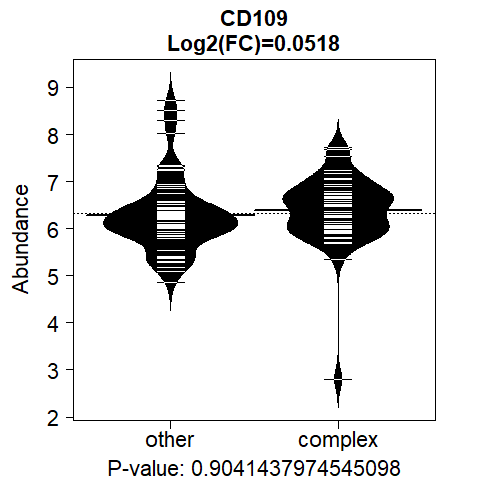 CD109
Log2(FC)=0.0518
Abundance
9
8
7
6
5
4
3
2
other complex
P-value: 0.9041437974545098